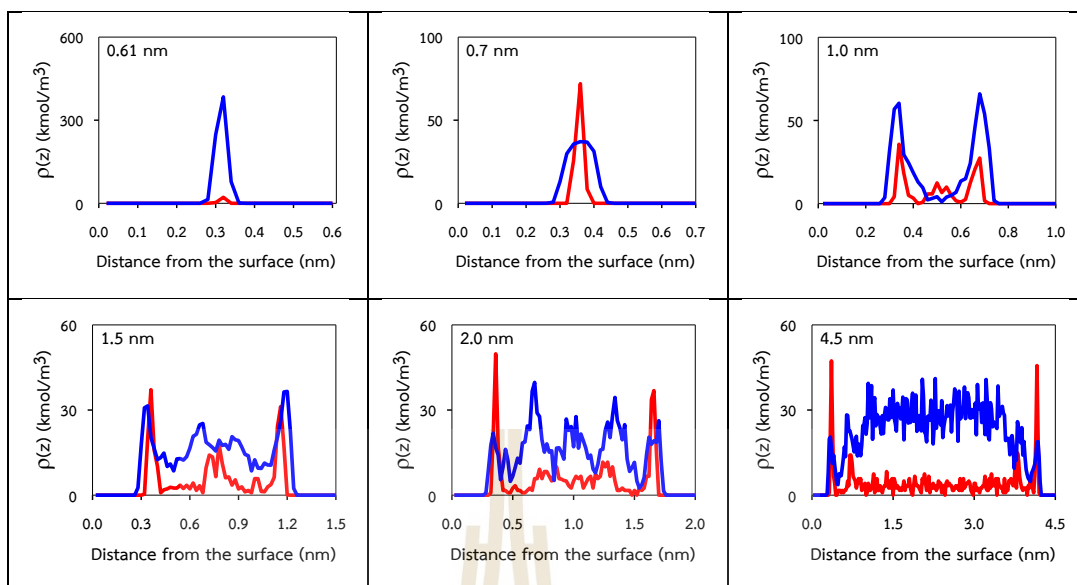 0.61 nm
600
300
0
ρ(z) (kmol/m³)
0.0 0.1 0.2 0.3 0.4 0.5 0.6
Distance from the surface (nm)
0.7 nm
100
50
0
ρ(z) (kmol/m³)
0.0 0.1 0.2 0.3 0.4 0.5 0.6 0.7
Distance from the surface (nm)
1.0 nm
100
50
0
ρ(z) (kmol/m³)
0.0 0.2 0.4 0.6 0.8 1.0
Distance from the surface (nm)
1.5 nm
60
30
0
ρ(z) (kmol/m³)
0.0 0.3 0.6 0.9 1.2 1.5
Distance from the surface (nm)
2.0 nm
60
30
0
ρ(z) (kmol/m³)
0.0 0.5 1.0 1.5 2.0
Distance from the surface (nm)
4.5 nm
60
30
0
ρ(z) (kmol/m³)
0.0 1.5 3.0 4.5
Distance from the surface (nm)